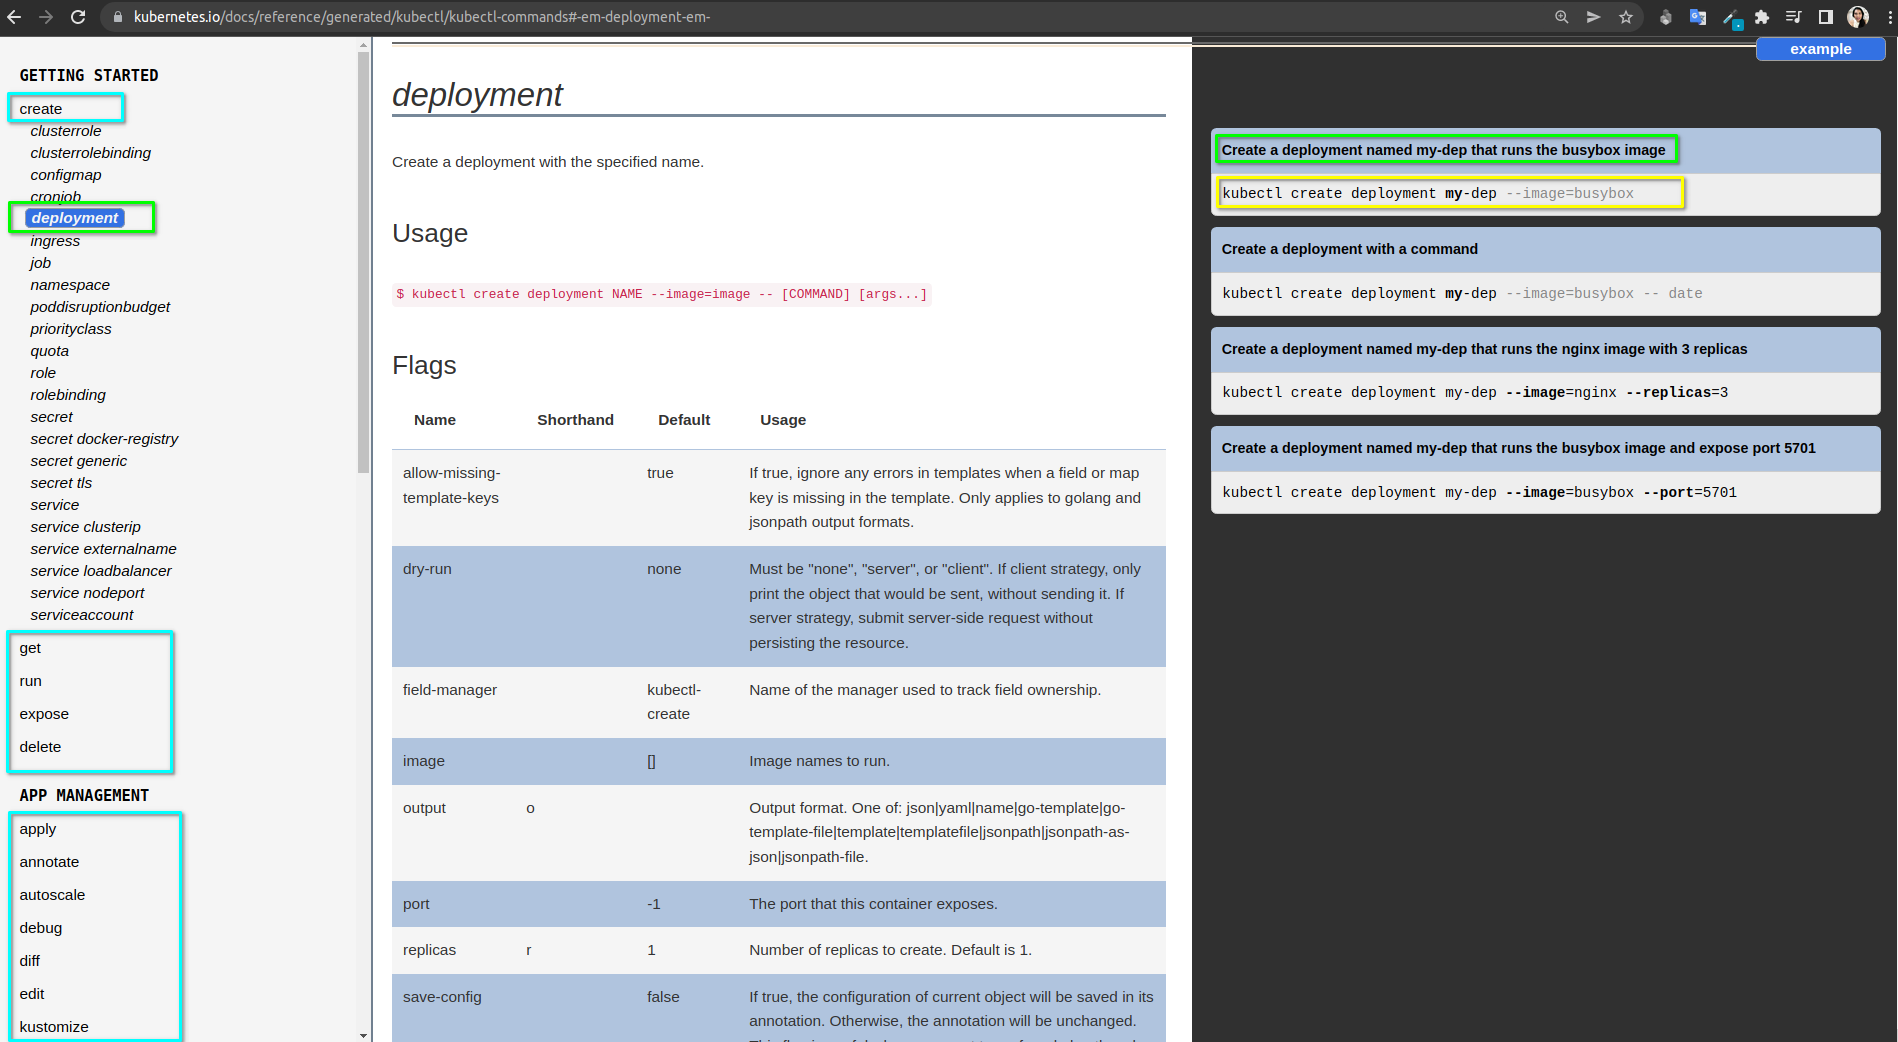 kubernetes.io/docs/reference/generated/kubectl/kubectl-commands#-em-deployment-em-
GETTING STARTED
create
clusterrole
clusterrolebinding
configmap
cronjob
deployment
ingress
job
namespace
poddisruptionbudget
priorityclass
quota
role
rolebinding
secret
secret docker-registry
secret generic
secret tls
service
service clusterip
service externalname
service loadbalancer
service nodeport
serviceaccount
get
run
expose
delete
APP MANAGEMENT
apply
annotate
autoscale
debug
diff
edit
kustomize
deployment
Create a deployment with the specified name.
Usage
$ kubectl create deployment NAME --image=image -- [COMMAND] [args...]
Flags
Name Shorthand Default Usage
allow-missing-
template-keys
true
If true, ignore any errors in templates when a field or map
key is missing in the template. Only applies to golang and
jsonpath output formats.
dry-run none Must be "none", "server", or "client". If client strategy, only
print the object that would be sent, without sending it. If
server strategy, submit server-side request without
persisting the resource.
field-manager
kubectl-
create
Name of the manager used to track field ownership.
image [] Image names to run.
output o Output format. One of: json|yaml|name|go-template|go-
template-file|template|templatefile|jsonpath|jsonpath-as-
json|jsonpath-file.
port -1 The port that this container exposes.
replicas r 1 Number of replicas to create. Default is 1.
save-config false If true, the configuration of current object will be saved in its
annotation. Otherwise, the annotation will be unchanged.
example
Create a deployment named my-dep that runs the busybox image
kubectl create deployment my-dep --image=busybox
Create a deployment with a command
kubectl create deployment my-dep --image=busybox -- date
Create a deployment named my-dep that runs the nginx image with 3 replicas
kubectl create deployment my-dep --image=nginx --replicas=3
Create a deployment named my-dep that runs the busybox image and expose port 5701
kubectl create deployment my-dep --image=busybox --port=5701